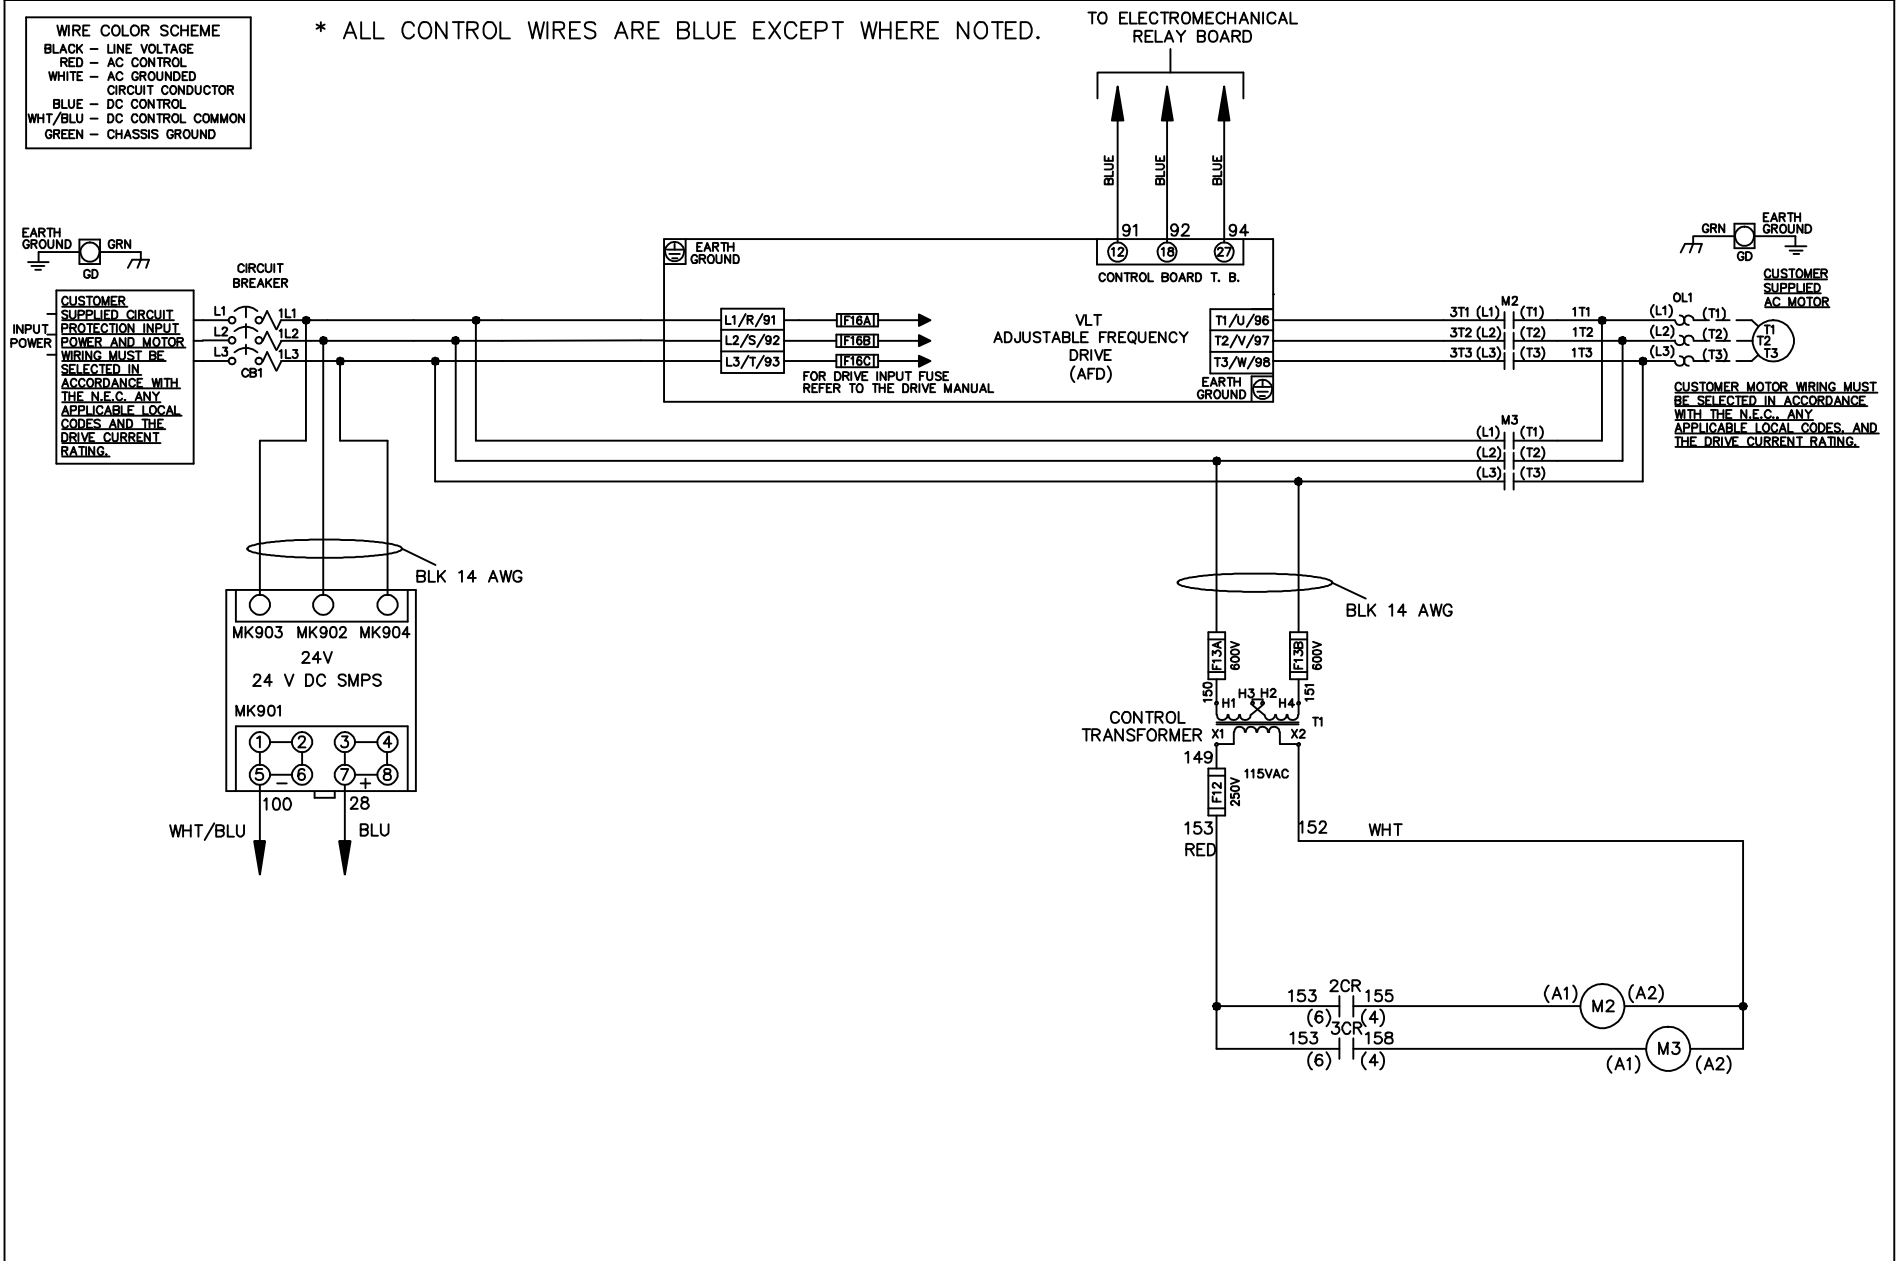 WIRE COLOR SCHEME
BLACK – LINE VOLTAGE
RED – AC CONTROL
WHITE – AC GROUNDED
CIRCUIT CONDUCTOR
BLUE – DC CONTROL
WHT/BLU – DC CONTROL COMMON
GREEN – CHASSIS GROUND
* ALL CONTROL WIRES ARE BLUE EXCEPT WHERE NOTED.
TO ELECTROMECHANICAL
RELAY BOARD
BLUE
BLUE
BLUE
91
92
94
12
18
27
CONTROL BOARD T. B.
EARTH
GROUND
GRN
GD
CIRCUIT
BREAKER
INPUT
POWER
CUSTOMER
SUPPLIED CIRCUIT
PROTECTION INPUT
POWER AND MOTOR
WIRING MUST BE
SELECTED IN
ACCORDANCE WITH
THE N.E.C. ANY
APPLICABLE LOCAL
CODES AND THE
DRIVE CURRENT
RATING.
L1
1L1
L2
1L2
L3
1L3
CB1
EARTH
GROUND
L1/R/91
L2/S/92
L3/T/93
IF16A
IF16B
IF16C
FOR DRIVE INPUT FUSE
REFER TO THE DRIVE MANUAL
VLT
ADJUSTABLE FREQUENCY
DRIVE
(AFD)
T1/U/96
T2/V/97
T3/W/98
EARTH
GROUND
M2
3T1 (L1) (T1) 1T1
3T2 (L2) (T2) 1T2
3T3 (L3) (T3) 1T3
M3
(L1) (T1)
(L2) (T2)
(L3) (T3)
OL1
(L1) (T1)
(L2) (T2)
(L3) (T3)
T1
T2
T3
GRN
GD
EARTH
GROUND
CUSTOMER
SUPPLIED
AC MOTOR
CUSTOMER MOTOR WIRING MUST
BE SELECTED IN ACCORDANCE
WITH THE N.E.C., ANY
APPLICABLE LOCAL CODES, AND
THE DRIVE CURRENT RATING.
BLK 14 AWG
MK903 MK902 MK904
24V
24 V DC SMPS
MK901
1 2 3 4
5 – 6 7 + 8
100
28
WHT/BLU
BLU
BLK 14 AWG
F13A
600V
F13B
600V
150
151
H1 H3 H2 H4
T1
CONTROL
TRANSFORMER
X1
X2
149
115VAC
F12
250V
153
RED
152
WHT
2CR
153 155
(6) (4)
(A1) M2 (A2)
3CR
153 158
(6) (4)
(A1) M3 (A2)